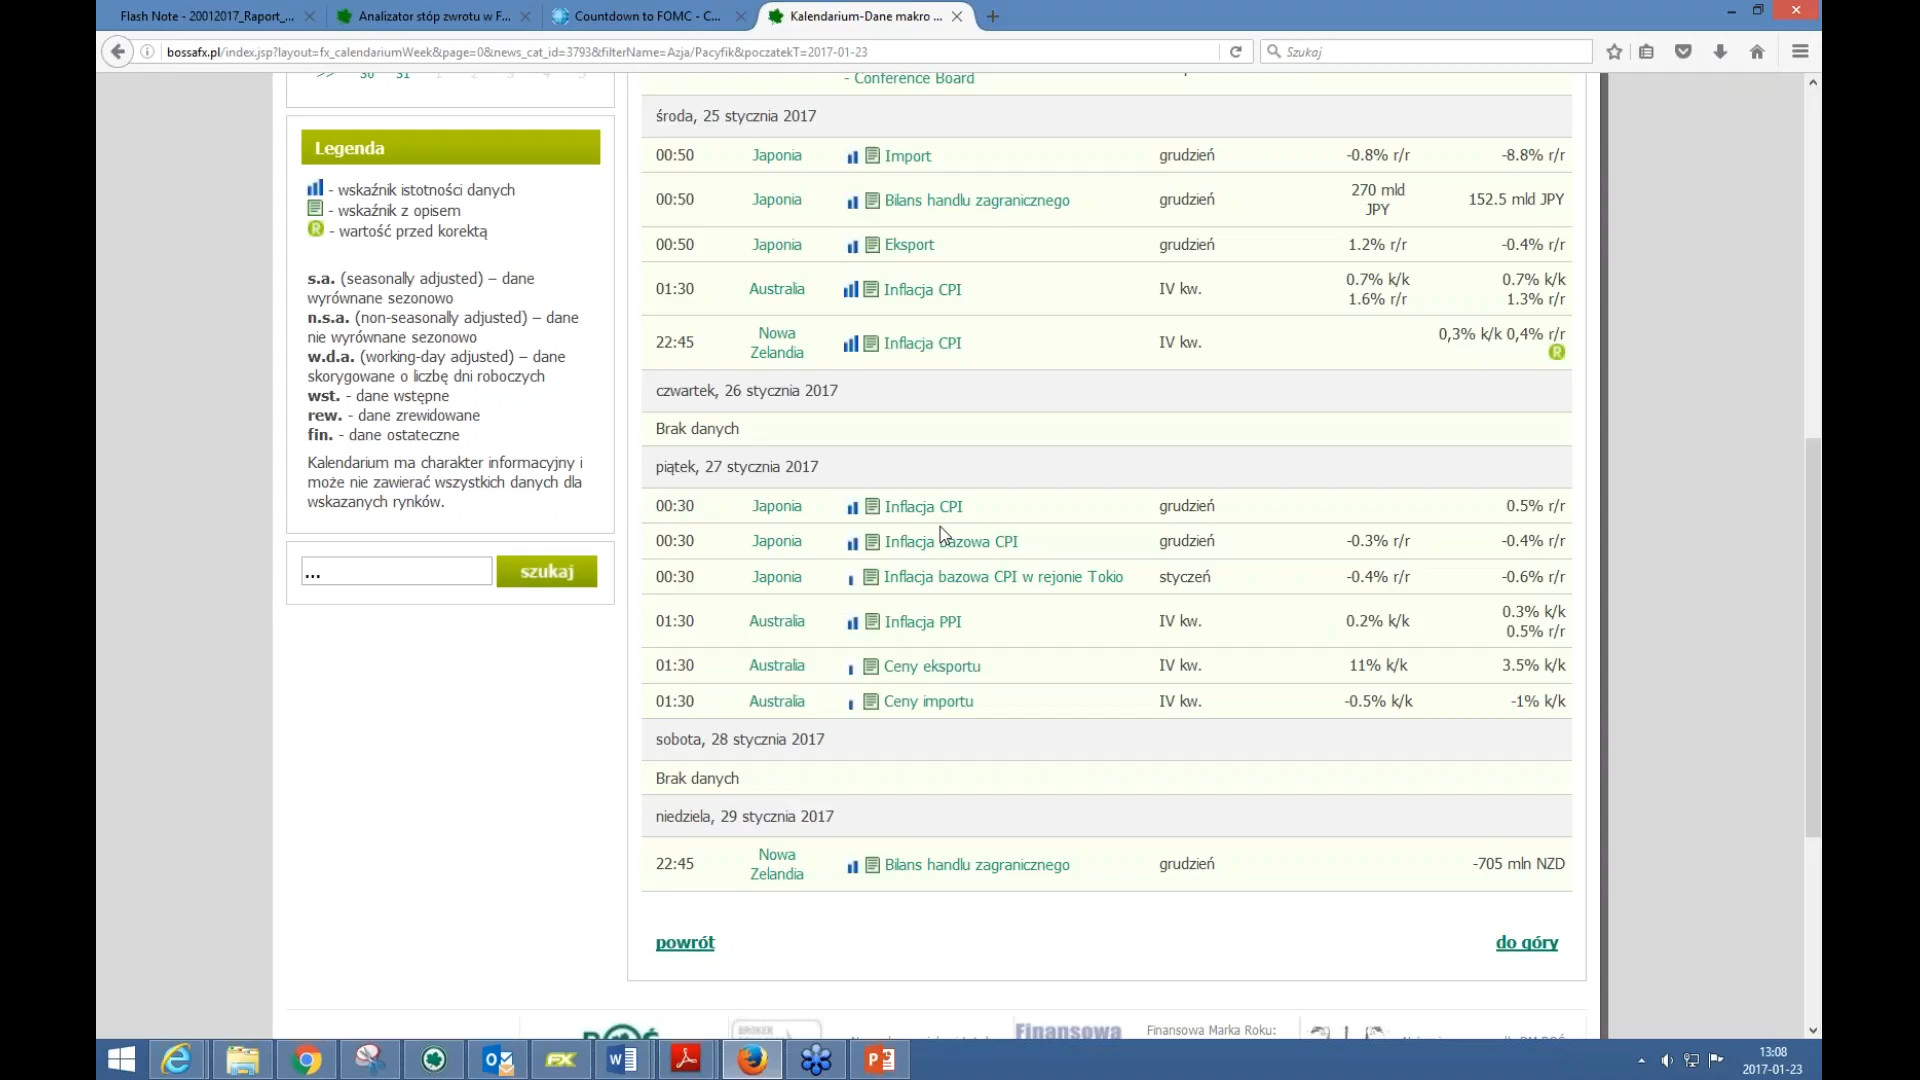 Flash Note - 20012017_Raport_...
Analizator stóp zwrotu w F...
Countdown to FOMC - C...
Kalendarium-Dane makro ...
bossafx.pl/index.jsp?layout=fx_calendariumWeek&page=0&news_cat_id=3793&filterName=Azja/Pacyfik&poczatekT=2017-01-23
Szukaj
>> 30 31 1 2 3 4 5
- Conference Board
Legenda
- wskaźnik istotności danych
- wskaźnik z opisem
R - wartość przed korektą
s.a. (seasonally adjusted) – dane
wyrównane sezonowo
n.s.a. (non-seasonally adjusted) – dane
nie wyrównane sezonowo
w.d.a. (working-day adjusted) – dane
skorygowane o liczbę dni roboczych
wst. - dane wstępne
rew. - dane zrewidowane
fin. - dane ostateczne
Kalendarium ma charakter informacyjny i
może nie zawierać wszystkich danych dla
wskazanych rynków.
...
szukaj
środa, 25 stycznia 2017
00:50 Japonia Import grudzień -0.8% r/r -8.8% r/r
00:50 Japonia Bilans handlu zagranicznego grudzień 270 mld JPY 152.5 mld JPY
00:50 Japonia Eksport grudzień 1.2% r/r -0.4% r/r
01:30 Australia Inflacja CPI IV kw. 0.7% k/k 0.7% k/k
1.6% r/r 1.3% r/r
22:45 Nowa Zelandia Inflacja CPI IV kw. 0,3% k/k 0,4% r/r
R
czwartek, 26 stycznia 2017
Brak danych
piątek, 27 stycznia 2017
00:30 Japonia Inflacja CPI grudzień 0.5% r/r
00:30 Japonia Inflacja bazowa CPI grudzień -0.3% r/r -0.4% r/r
00:30 Japonia Inflacja bazowa CPI w rejonie Tokio styczeń -0.4% r/r -0.6% r/r
01:30 Australia Inflacja PPI IV kw. 0.2% k/k 0.3% k/k
0.5% r/r
01:30 Australia Ceny eksportu IV kw. 11% k/k 3.5% k/k
01:30 Australia Ceny importu IV kw. -0.5% k/k -1% k/k
sobota, 28 stycznia 2017
Brak danych
niedziela, 29 stycznia 2017
22:45 Nowa Zelandia Bilans handlu zagranicznego grudzień -705 mln NZD
powrót
do góry
BROKER
Finansowa
Finansowa Marka Roku:
FX
13:08
2017-01-23